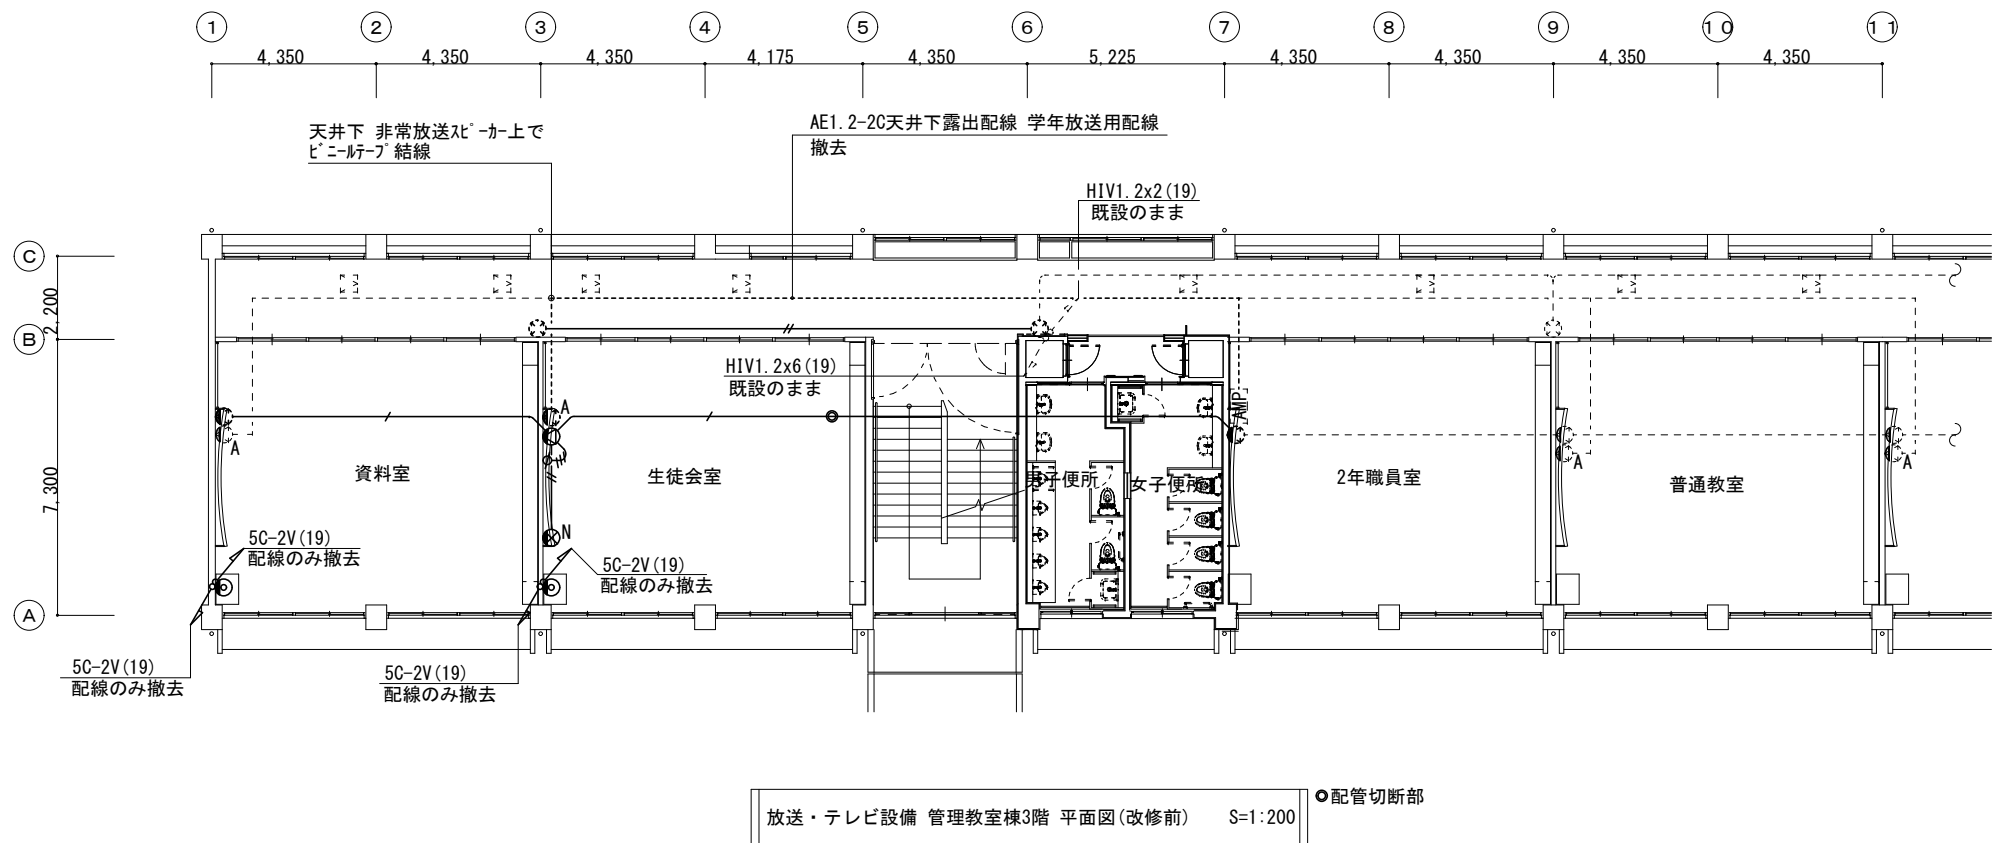 1 2 3 4 5 6 7 8 9 10 11
4,350 4,350 4,350 4,175 4,350 5,225 4,350 4,350 4,350 4,350
天井下 非常放送スピーカー上で
ビニールテープ結線
AE1.2-2C天井下露出配線 学年放送用配線
撤去
HIV1.2x2(19)
既設のまま
C
2,200
B
HIV1.2x6(19)
既設のまま
AMP
A
A
A
A
7,300
資料室
生徒会室
男子便所
女子便所
2年職員室
普通教室
N
5C-2V(19)
配線のみ撤去
5C-2V(19)
配線のみ撤去
A
5C-2V(19)
配線のみ撤去
5C-2V(19)
配線のみ撤去
配管切断部
放送・テレビ設備 管理教室棟3階 平面図(改修前) S=1:200